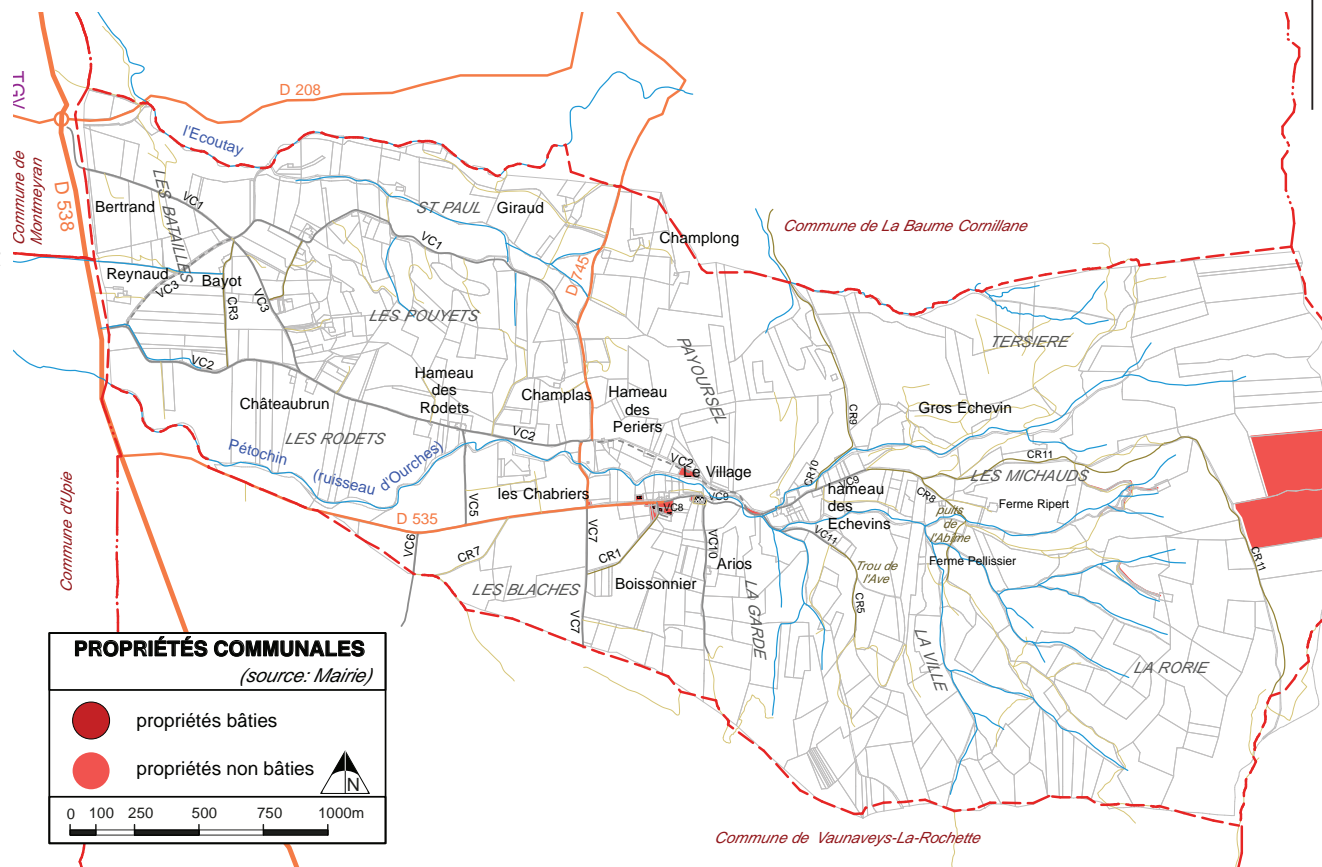 TGV
D 208
l'Ecoutay
Commune de
Montmeyran
D 538
LES BATAILLES
Bertrand
VC1
ST PAUL
Giraud
VC1
Champlong
Commune de La Baume Cornillane
D 745
Reynaud
Bayot
VC3
CR3
VC3
LES POUYETS
PAYOURSEL
TERSIERE
VC2
Châteaubrun
Hameau
des
Rodets
Champlas
Hameau
des
Periers
Gros Echevin
CR9
LES RODETS
VC2
Pétochin
(ruisseau d'Ourches)
VC2
Le Village
CR10
VC9
CR11
LES MICHAUDS
CR8
hameau
des
Echevins
Ferme Ripert
puits
de
l'Abîme
les Chabriers
VC5
VC8
VC9
VC11
D 535
VC6
CR7
VC7
CR1
VC10
Arios
Trou de
l'Ave
Ferme Pellissier
CR11
Commune d'Upie
LES BLACHES
Boissonnier
LA GARDE
CR5
VC7
LA VILLE
LA RORIE
PROPRIÉTÉS COMMUNALES
(source: Mairie)
propriétés bâties
propriétés non bâties
N
0 100 250 500 750 1000m
Commune de Vaunaveys-La-Rochette